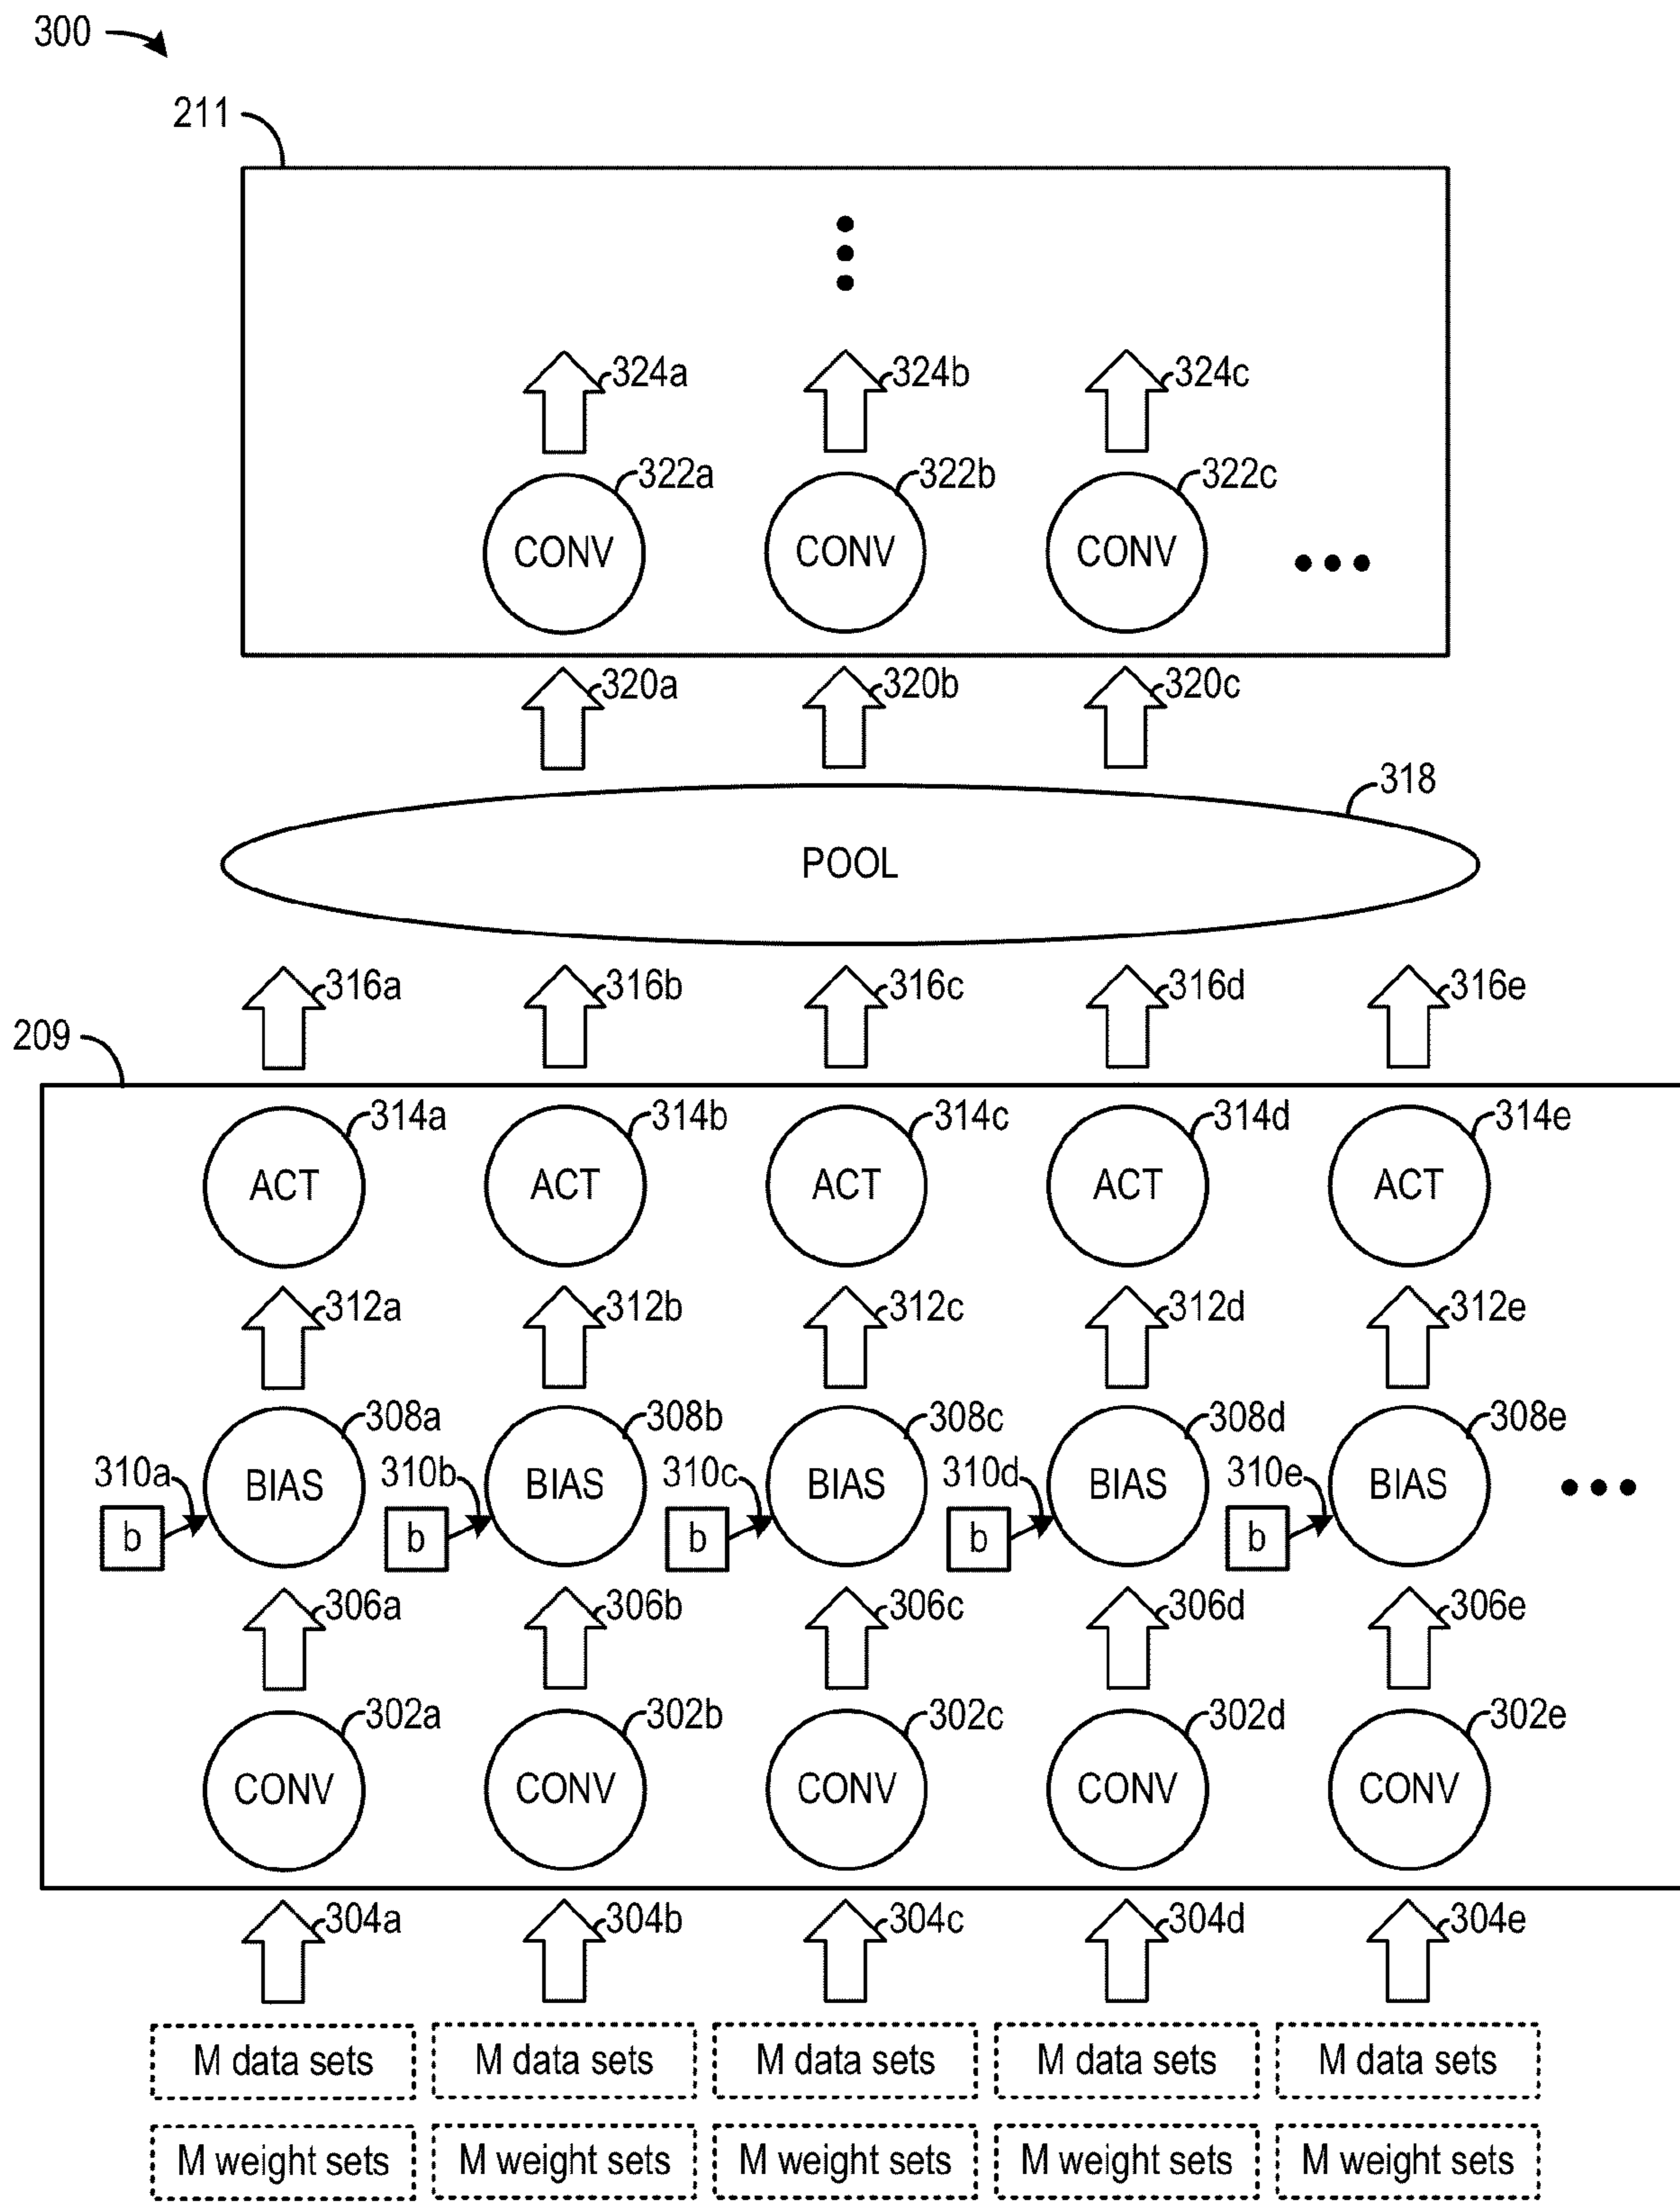 300
211
324a 324b 324c
322a 322b 322c
CONV CONV CONV
320a 320b 320c
318
POOL
316a 316b 316c 316d 316e
209
314a 314b 314c 314d 314e
ACT ACT ACT ACT ACT
312a 312b 312c 312d 312e
308a 308b 308c 308d 308e
310a 310b 310c 310d 310e
BIAS BIAS BIAS BIAS BIAS
b b b b b
306a 306b 306c 306d 306e
302a 302b 302c 302d 302e
CONV CONV CONV CONV CONV
304a 304b 304c 304d 304e
M data sets M data sets M data sets M data sets M data sets
M weight sets M weight sets M weight sets M weight sets M weight sets